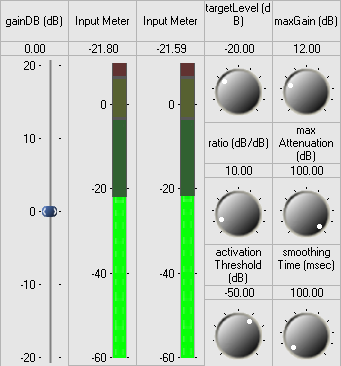 gainDB (dB)
Input Meter
Input Meter
targetLevel (d
B)
maxGain (dB)
0.00
-21.80
-21.59
-20.00
12.00
20
10
0
-10
-20
0
-20
-40
-60
0
-20
-40
-60
ratio (dB/dB)
max
Attenuation
(dB)
10.00
100.00
activation
Threshold
(dB)
smoothing
Time (msec)
-50.00
100.00